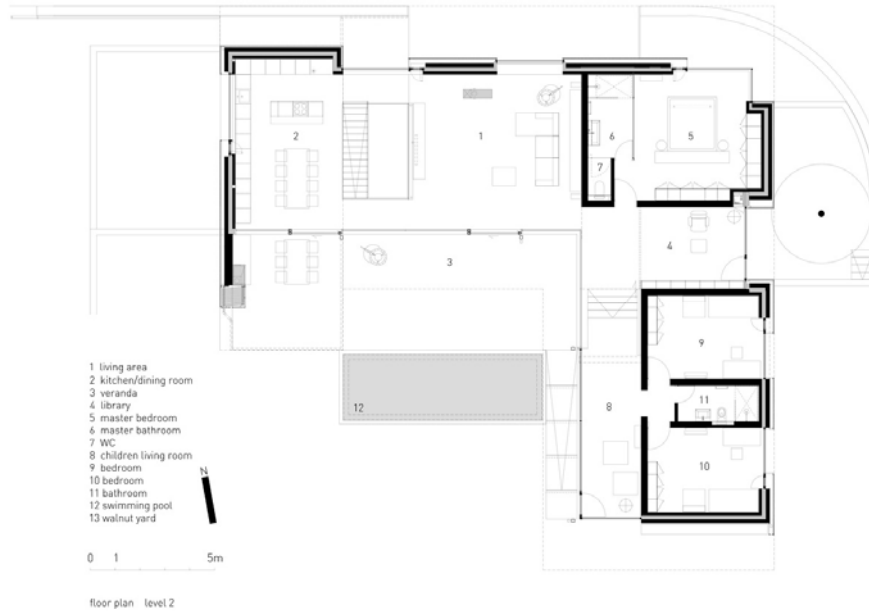 2
1
6
5
7
4
3
9
12
8
11
10
1 living area
2 kitchen/dining room
3 veranda
4 library
5 master bedroom
6 master bathroom
7 WC
8 children living room
9 bedroom
10 bedroom
11 bathroom
12 swimming pool
13 walnut yard
N
0 1 5m
floor plan level 2